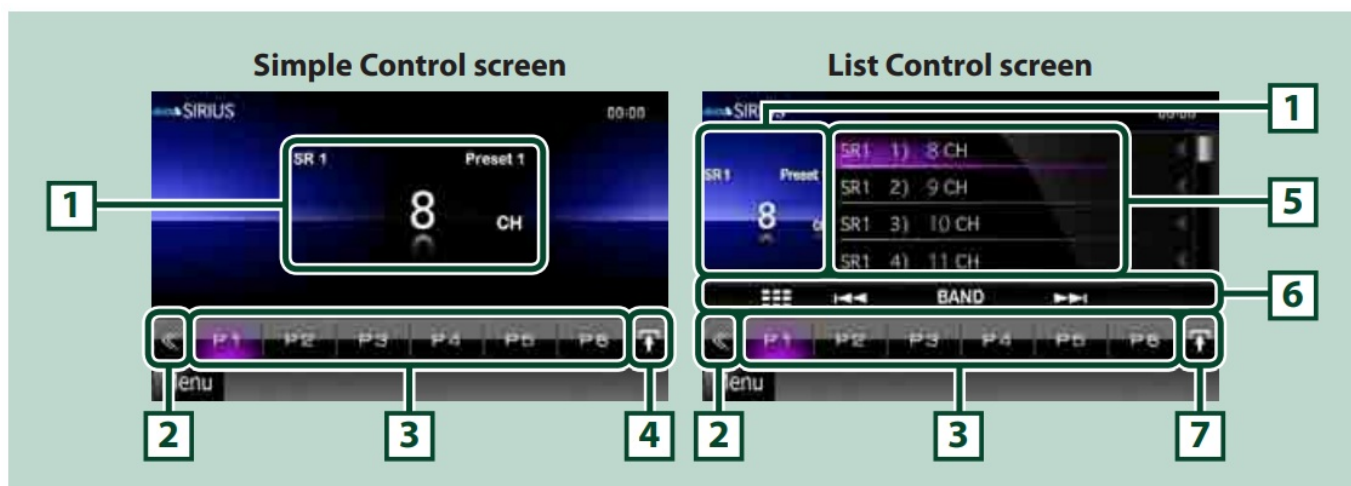 Simple Control screen
List Control screen
SIRIUS
00:00
SR 1
Preset 1
8
CH
P1 P2 P3 P4 P5 P6
enu
1
2
3
4
SIR
SR1 Preset
8
SR1 1) 8 CH
SR1 2) 9 CH
SR1 3) 10 CH
SR1 4) 11 CH
BAND
P1 P2 P3 P4 P5 P6
enu
1
5
6
2
3
7